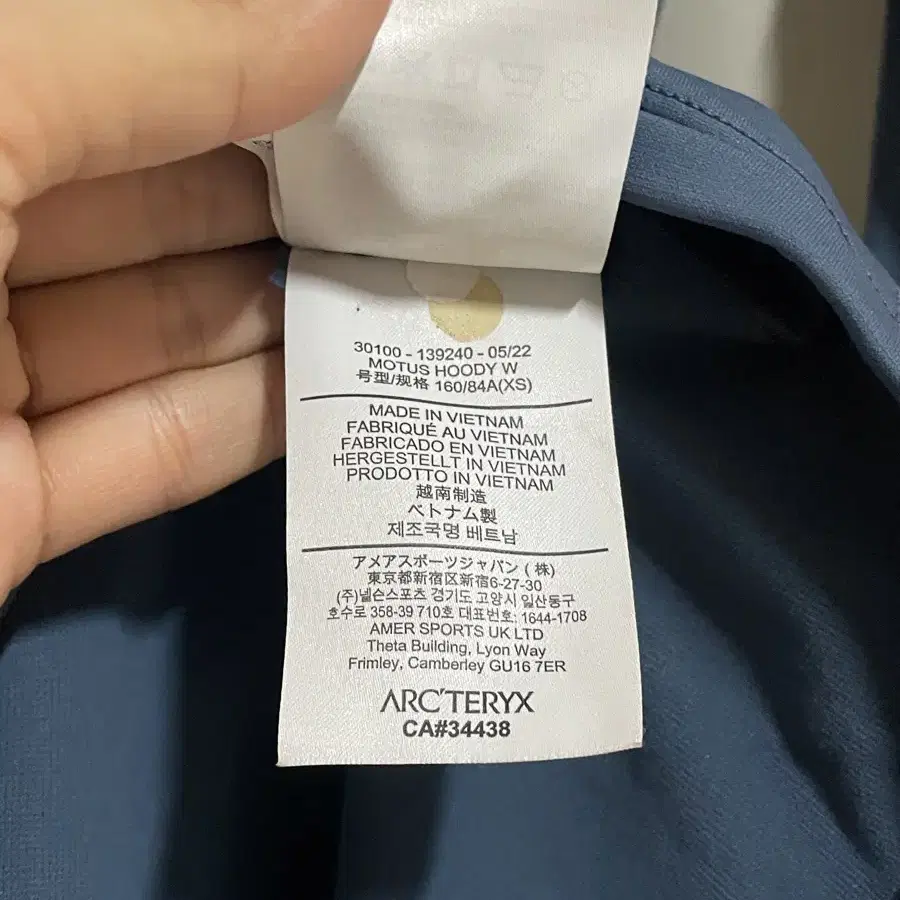 30100 - 139240 - 05/22
MOTUS HOODY W
号型/规格 160/84A(XS)
MADE IN VIETNAM
FABRIQUÉ AU VIETNAM
FABRICADO EN VIETNAM
HERGESTELLT IN VIETNAM
PRODOTTO IN VIETNAM
越南制造
ベトナム製
제조국명 베트남
アメアスポーツジャパン ( 株)
東京都新宿区新宿6-27-30
(주)넬슨스포츠 경기도 고양시 일산동구
호수로 358-39 710호 대표번호: 1644-1708
AMER SPORTS UK LTD
Theta Building, Lyon Way
Frimley, Camberley GU16 7ER
ARC'TERYX
CA#34438